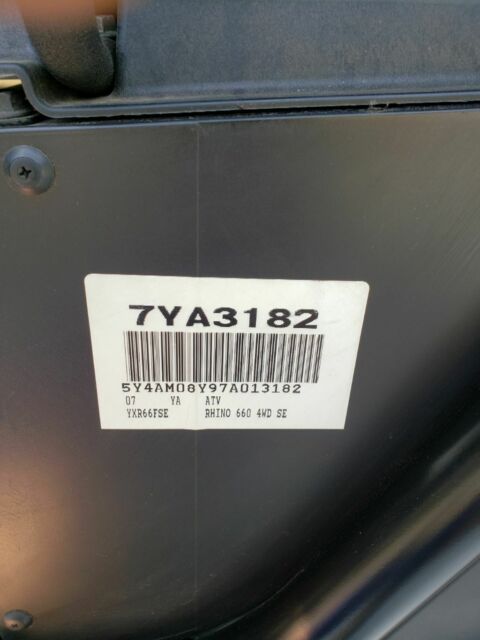 7YA3182
5Y4AM08Y97A013182
07 YA ATV
YXR66FSE RHINO 660 4WD SE